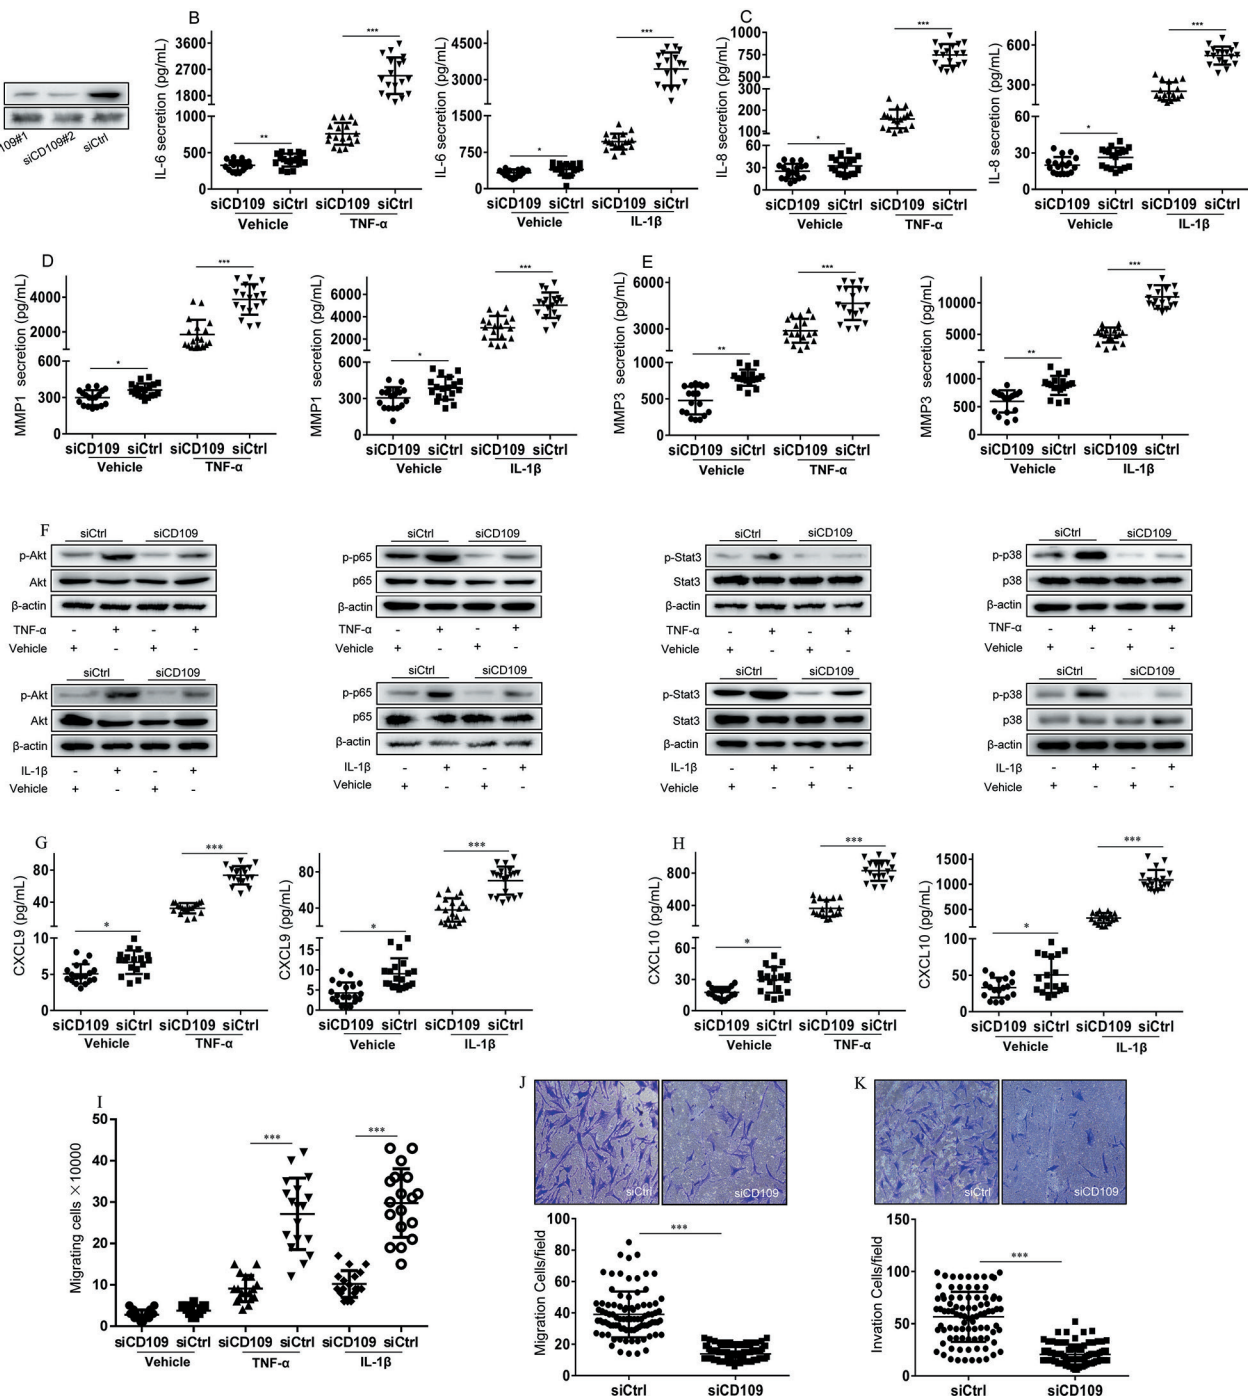 B
C
***
***
***
***
IL-6 secretion (pg/mL)
3600
2700
1800
1000
500
0
**
siCD109 siCtrl siCD109 siCtrl
Vehicle
TNF-α
IL-6 secretion (pg/mL)
4500
3000
1500
750
0
*
siCD109 siCtrl siCD109 siCtrl
Vehicle
IL-1β
IL-8 secretion (pg/mL)
1000
750
500
250
200
150
100
60
40
20
0
*
siCD109 siCtrl siCD109 siCtrl
Vehicle
TNF-α
IL-8 secretion (pg/mL)
600
300
60
30
0
*
siCD109 siCtrl siCD109 siCtrl
Vehicle
IL-1β
109#1
siCD109#2
siCtrl
D
E
***
***
***
***
MMP1 secretion (pg/mL)
4000
2000
600
300
0
*
siCD109 siCtrl siCD109 siCtrl
Vehicle
TNF-α
MMP1 secretion (pg/mL)
6000
4000
2000
600
300
0
*
siCD109 siCtrl siCD109 siCtrl
Vehicle
IL-1β
MMP3 secretion (pg/mL)
6000
3000
1000
500
0
**
siCD109 siCtrl siCD109 siCtrl
Vehicle
TNF-α
MMP3 secretion (pg/mL)
10000
5000
1000
500
0
**
siCD109 siCtrl siCD109 siCtrl
Vehicle
IL-1β
F
siCtrl siCD109
p-Akt
Akt
β-actin
TNF-α - + - +
Vehicle + - + -
siCtrl siCD109
p-p65
p65
β-actin
TNF-α - + - +
Vehicle + - + -
siCtrl siCD109
p-Stat3
Stat3
β-actin
TNF-α - + - +
Vehicle + - + -
siCtrl siCD109
p-p38
p38
β-actin
TNF-α - + - +
Vehicle + - + -
siCtrl siCD109
p-Akt
Akt
β-actin
IL-1β - + - +
Vehicle + - + -
siCtrl siCD109
p-p65
p65
β-actin
IL-1β - + - +
Vehicle + - + -
siCtrl siCD109
p-Stat3
Stat3
β-actin
IL-1β - + - +
Vehicle + - + -
siCtrl siCD109
p-p38
p38
β-actin
IL-1β - + - +
Vehicle + - + -
G
H
***
***
***
***
CXCL9 (pg/mL)
80
40
10
5
0
*
siCD109 siCtrl siCD109 siCtrl
Vehicle
TNF-α
CXCL9 (pg/mL)
80
40
15
10
5
0
*
siCD109 siCtrl siCD109 siCtrl
Vehicle
IL-1β
CXCL10 (pg/mL)
800
400
60
30
0
*
siCD109 siCtrl siCD109 siCtrl
Vehicle
TNF-α
CXCL10 (pg/mL)
1500
1000
500
100
50
0
*
siCD109 siCtrl siCD109 siCtrl
Vehicle
IL-1β
I
Migrating cells ×10000
50
40
30
20
10
0
***
***
siCD109 siCtrl siCD109 siCtrl siCD109 siCtrl
Vehicle
TNF-α
IL-1β
J
siCtrl
siCD109
Migration Cells/field
100
80
60
40
20
0
***
siCtrl siCD109
K
siCtrl
siCD109
Invation Cells/field
150
100
50
0
***
siCtrl siCD109